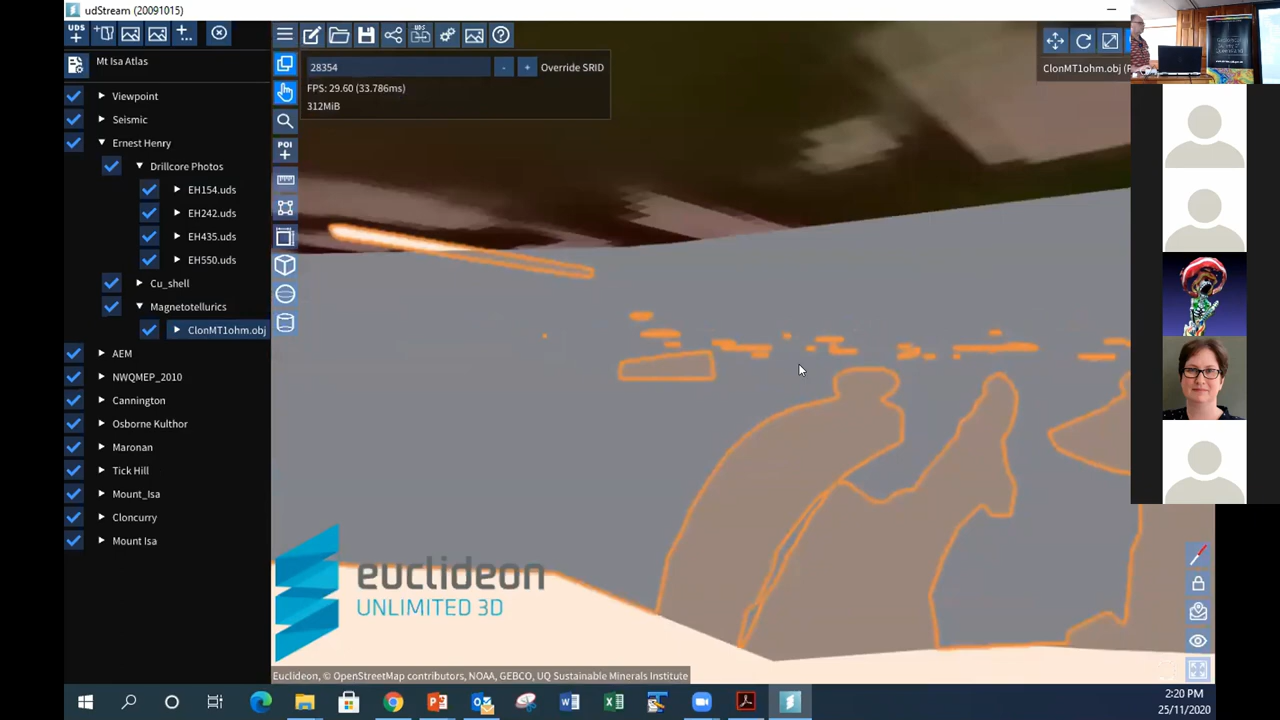 udStream (20091015)
UDS
Mt Isa Atlas
Viewpoint
Seismic
Ernest Henry
Drillcore Photos
EH154.uds
EH242.uds
EH435.uds
EH550.uds
Cu_shell
Magnetotellurics
ClonMT1ohm.obj
AEM
NWQMEP_2010
Cannington
Osborne Kulthor
Maronan
Tick Hill
Mount_Isa
Cloncurry
Mount Isa
UDS
POI
28354
-
+
Override SRID
FPS: 29.60 (33.786ms)
312MiB
ClonMT1ohm.obj (
euclideon
UNLIMITED 3D
Euclideon, © OpenStreetMap contributors, NOAA, GEBCO, UQ Sustainable Minerals Institute
2:20 PM
25/11/2020